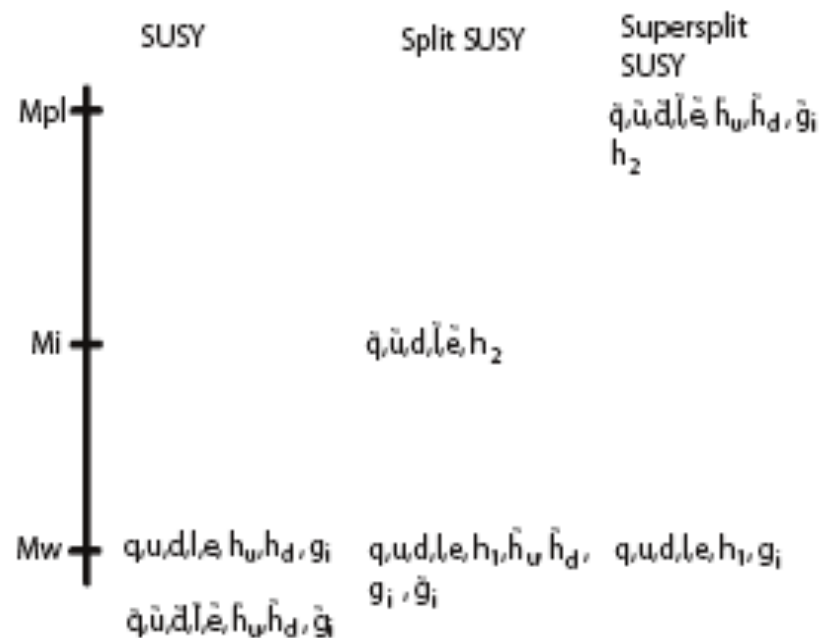 SUSY
Split SUSY
Supersplit
SUSY
Mpl
q̃,ũ,d̃,l̃,ẽ,h̃u,h̃d,g̃i
h2
Mi
q̃,ũ,d,l̃,ẽ,h2
Mw
q,u,d,l,e,hu,hd,gi
q,u,d,l,e,h1,h̃u,h̃d,
gi,g̃i
q,u,d,l,e,h1,gi
q̃,ũ,d̃,l̃,ẽ,h̃u,h̃d,g̃i